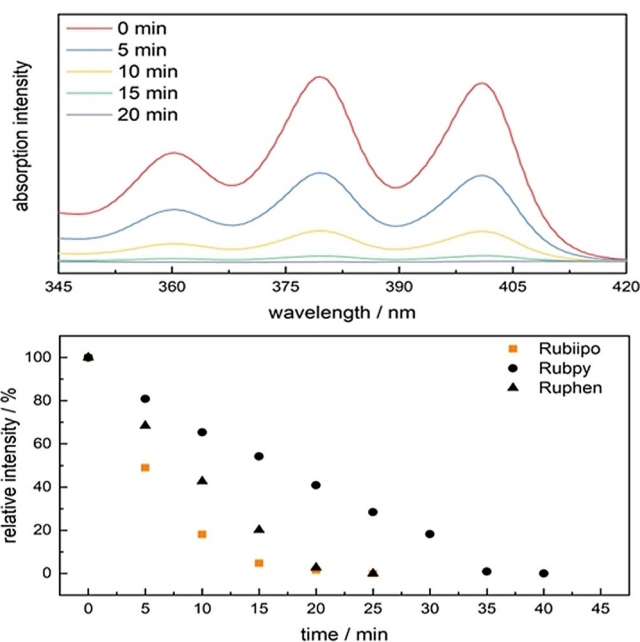 0 min
5 min
10 min
15 min
20 min
absorption intensity
345 360 375 390 405 420
wavelength / nm
Rubiipo
Rubpy
Ruphen
100
80
60
40
20
0
relative intensity / %
0 5 10 15 20 25 30 35 40 45
time / min